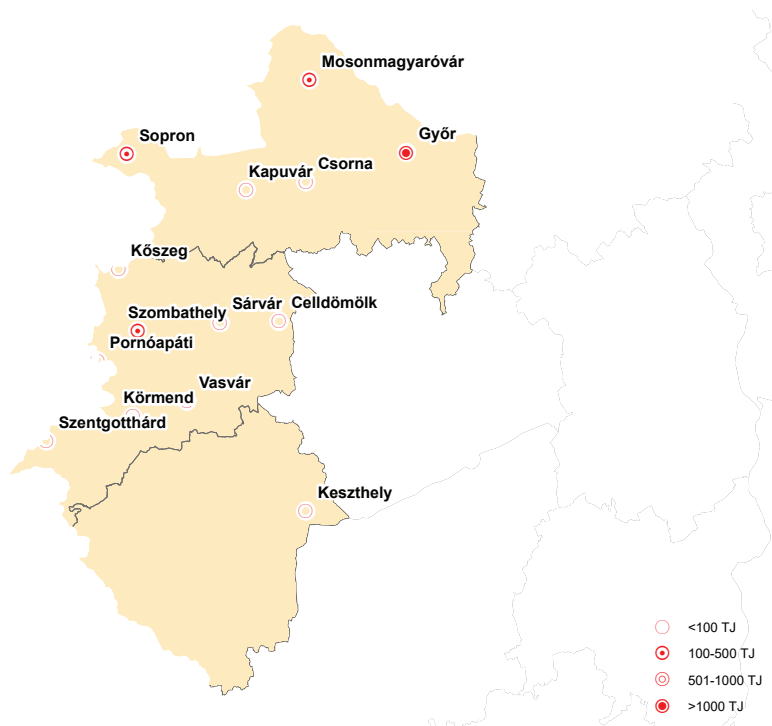 Mosonmagyaróvár
Sopron
Győr
Csorna
Kapuvár
Kőszeg
Sárvár
Celldömölk
Szombathely
Pornóapáti
Vasvár
Körmend
Szentgotthárd
Keszthely
<100 TJ
100-500 TJ
501-1000 TJ
>1000 TJ